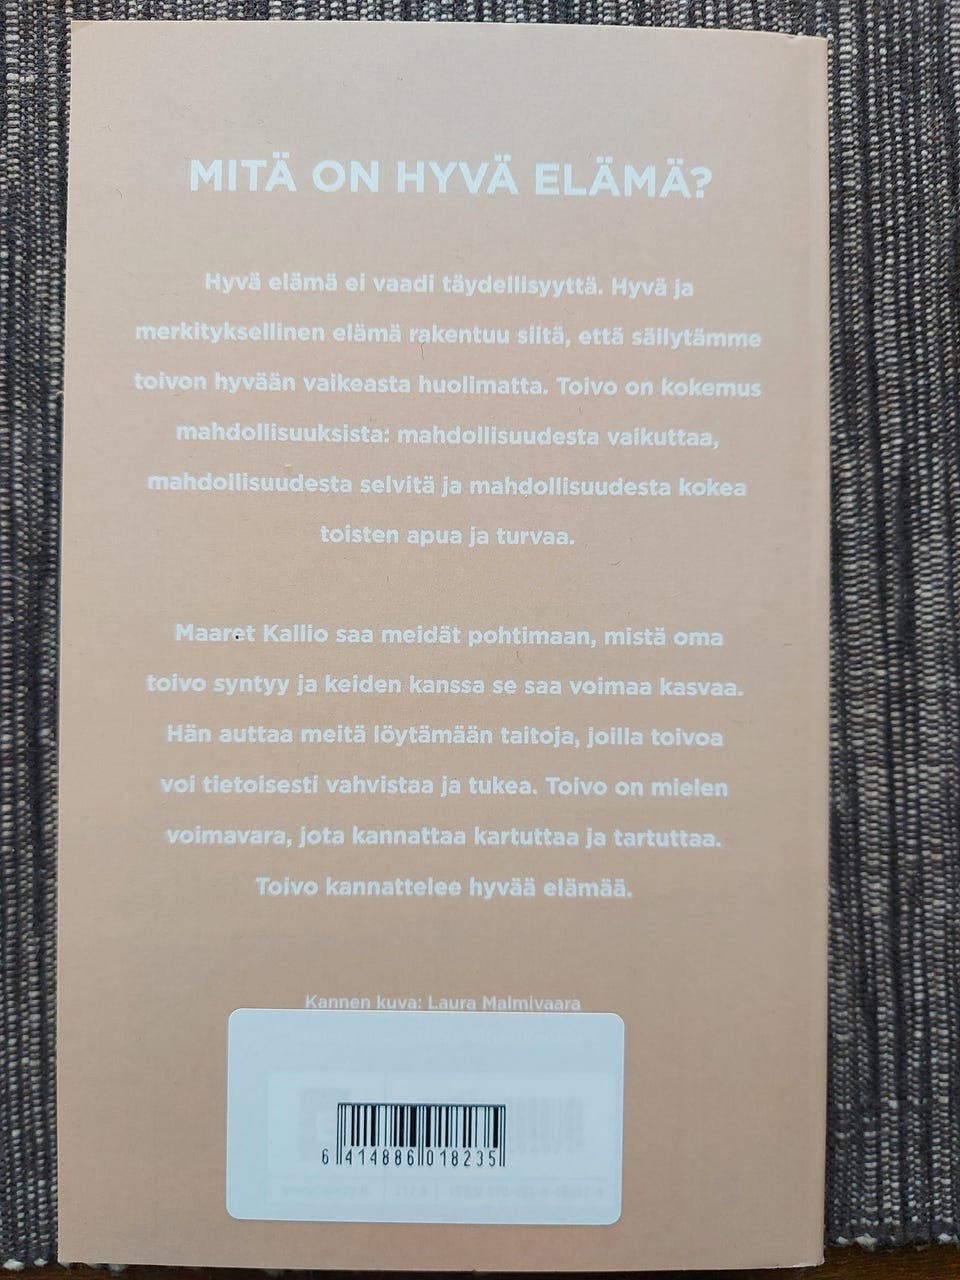 MITÄ ON HYVÄ ELÄMÄ?
Hyvä elämä ei vaadi täydellisyyttä. Hyvä ja
merkityksellinen elämä rakentuu siitä, että säilytämme
toivon hyvään vaikeasta huolimatta. Toivo on kokemus
mahdollisuuksista: mahdollisuudesta vaikuttaa,
mahdollisuudesta selvitä ja mahdollisuudesta kokea
toisten apua ja turvaa.
Maaret Kallio saa meidät pohtimaan, mistä oma
toivo syntyy ja keiden kanssa se saa voimaa kasvaa.
Hän auttaa meitä löytämään taitoja, joilla toivoa
voi tietoisesti vahvistaa ja tukea. Toivo on mielen
voimavara, jota kannattaa kartuttaa ja tartuttaa.
Toivo kannattelee hyvää elämää.
Kannen kuva: Laura Malmivaara
6 414886 018235